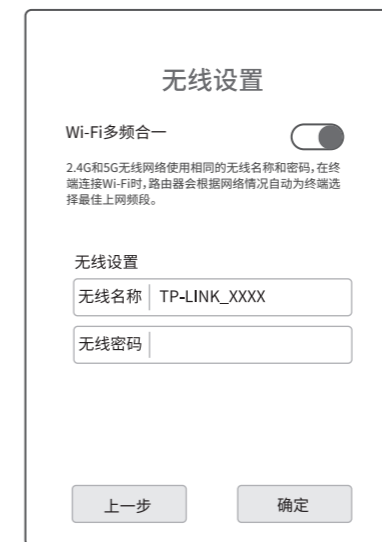 无线设置
Wi-Fi多频合一
2.4G和5G无线网络使用相同的无线名称和密码,在终
端连接Wi-Fi时,路由器会根据网络情况自动为终端选
择最佳上网频段。
无线设置
无线名称 TP-LINK_XXXX
无线密码
上一步 确定